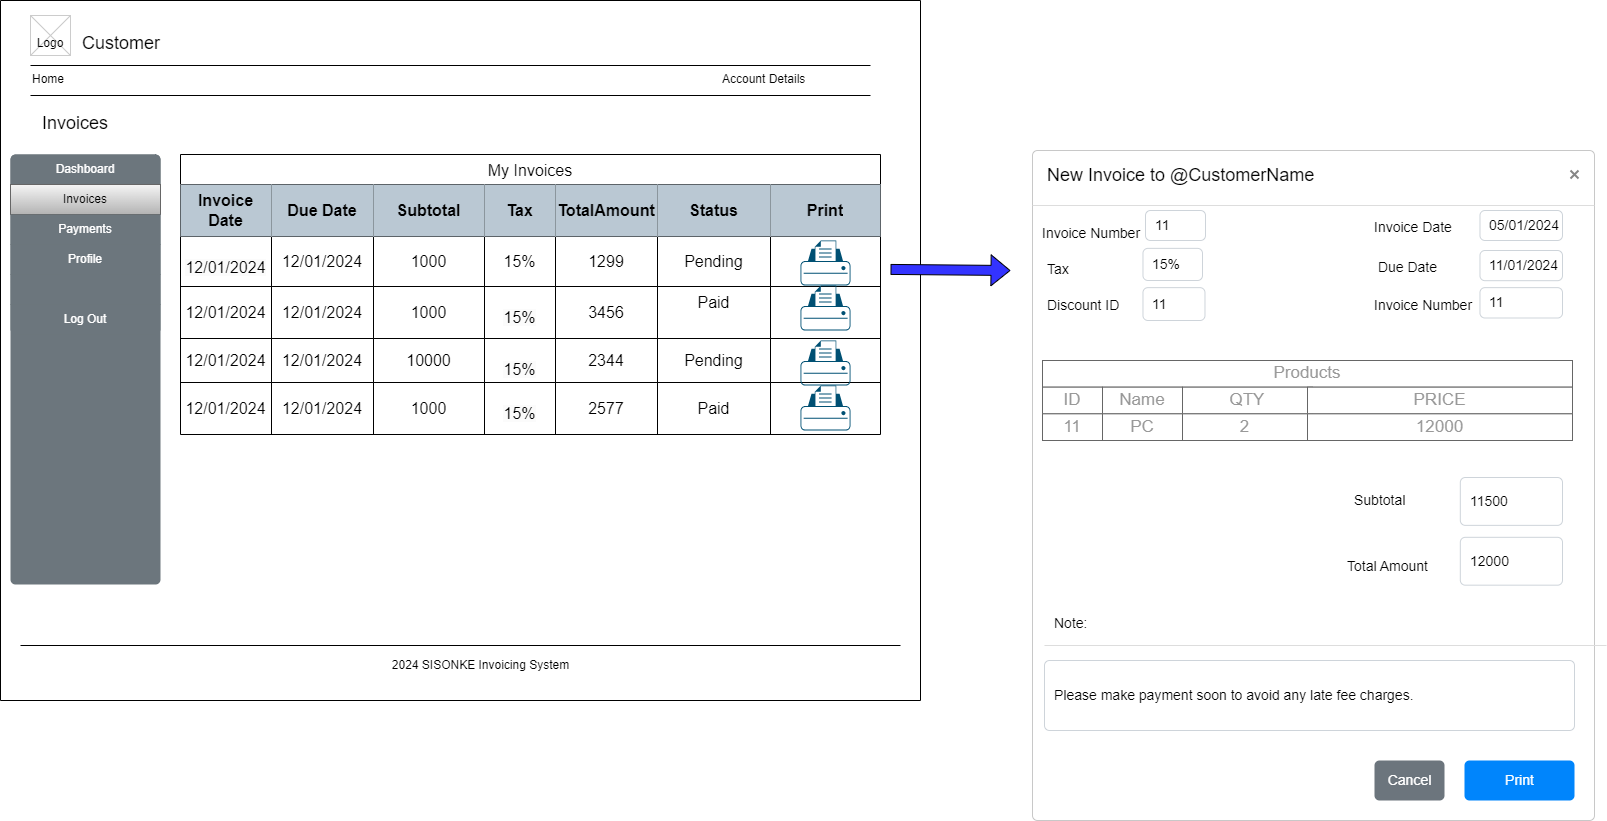 Logo
Customer
Home
Account Details
Invoices
Dashboard
Invoices
Payments
Profile
Log Out
My Invoices
Invoice Date Due Date Subtotal Tax TotalAmount Status Print
12/01/2024 12/01/2024 1000 15% 1299 Pending
12/01/2024 12/01/2024 1000 15% 3456 Paid
12/01/2024 12/01/2024 10000 15% 2344 Pending
12/01/2024 12/01/2024 1000 15% 2577 Paid
2024 SISONKE Invoicing System
New Invoice to @CustomerName ×
Invoice Number 11 Invoice Date 05/01/2024
Tax 15% Due Date 11/01/2024
Discount ID 11 Invoice Number 11
Products
ID Name QTY PRICE
11 PC 2 12000
Subtotal 11500
Total Amount 12000
Note:
Please make payment soon to avoid any late fee charges.
Cancel Print